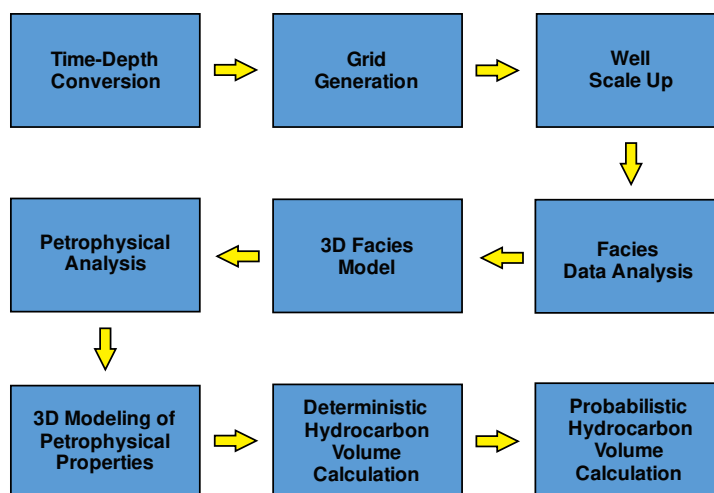 Time-Depth
Conversion
Grid
Generation
Well
Scale Up
Petrophysical
Analysis
3D Facies
Model
Facies
Data Analysis
3D Modeling of
Petrophysical
Properties
Deterministic
Hydrocarbon
Volume
Calculation
Probabilistic
Hydrocarbon
Volume
Calculation